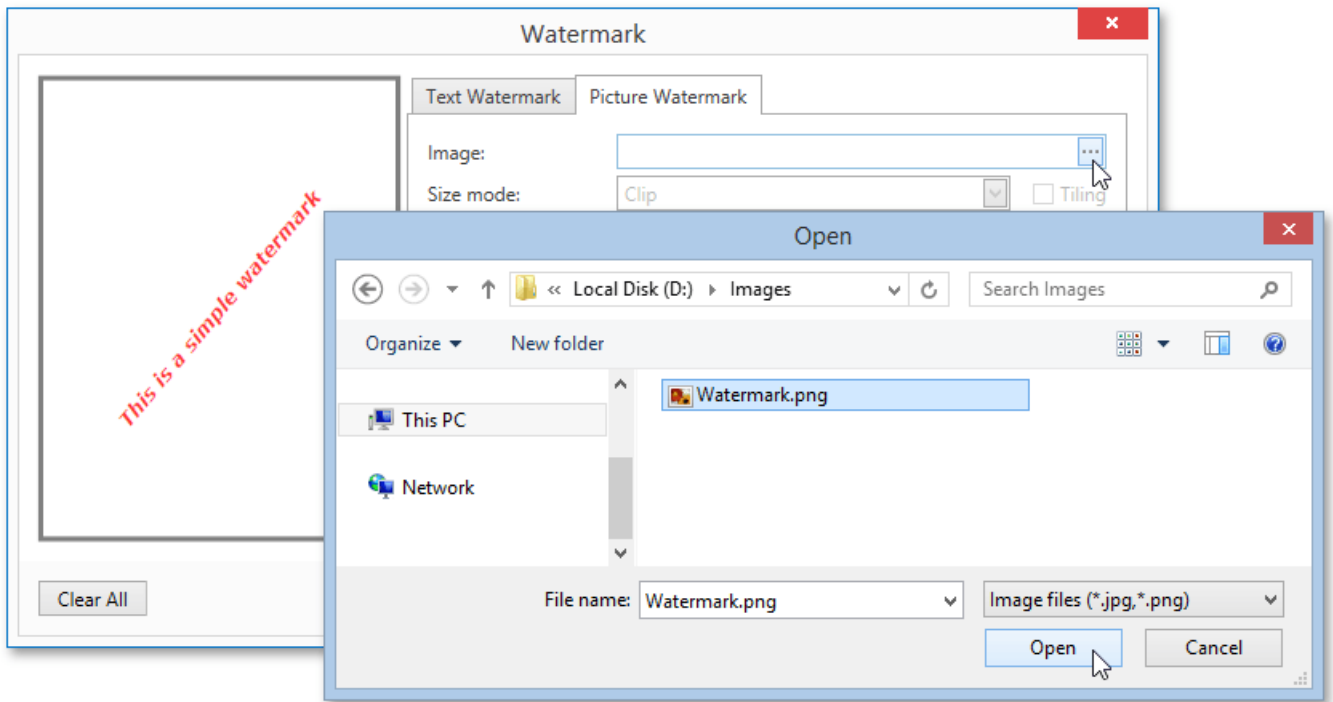 Watermark
Text Watermark Picture Watermark
Image:
Size mode: Clip Tiling
This is a simple watermark
Clear All
Open
« Local Disk (D:) Images Search Images
Organize New folder
This PC
Watermark.png
Network
File name: Watermark.png Image files (*.jpg,*.png)
Open Cancel